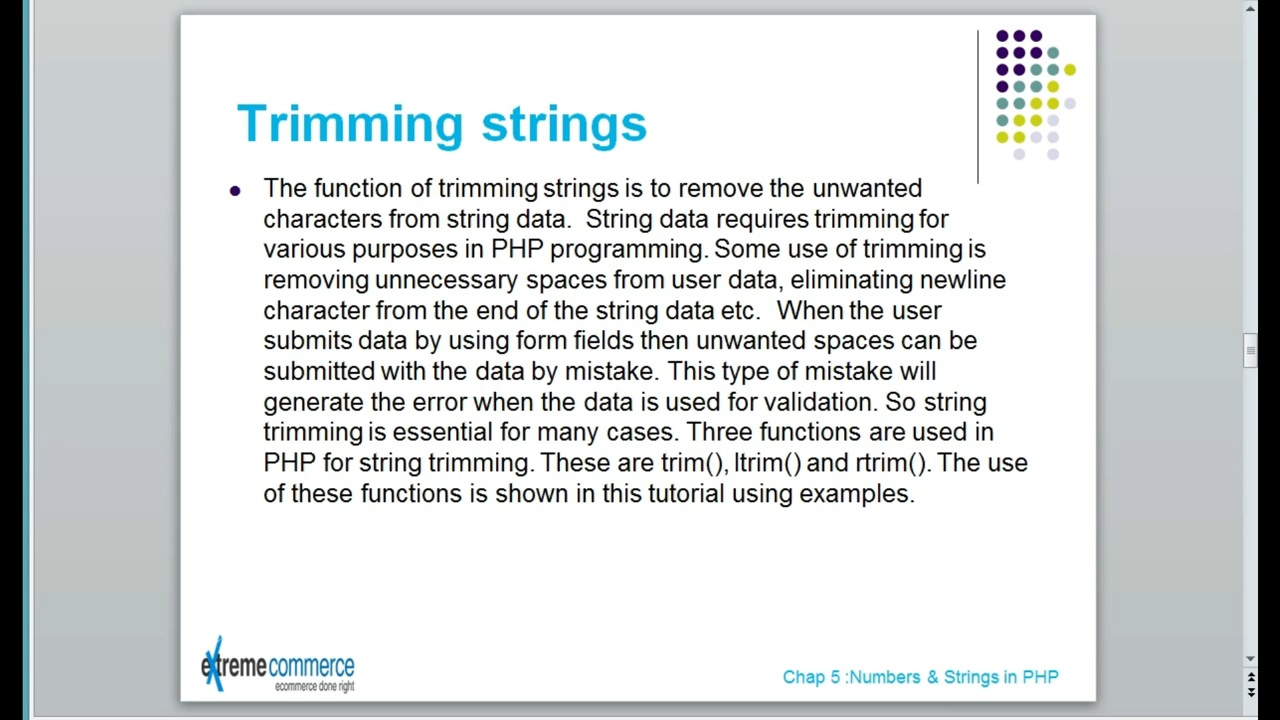 Trimming strings
The function of trimming strings is to remove the unwanted
characters from string data.  String data requires trimming for
various purposes in PHP programming. Some use of trimming is
removing unnecessary spaces from user data, eliminating newline
character from the end of the string data etc.  When the user
submits data by using form fields then unwanted spaces can be
submitted with the data by mistake. This type of mistake will
generate the error when the data is used for validation. So string
trimming is essential for many cases. Three functions are used in
PHP for string trimming. These are trim(), ltrim() and rtrim(). The use
of these functions is shown in this tutorial using examples.
extreme commerce
ecommerce done right
Chap 5 :Numbers & Strings in PHP